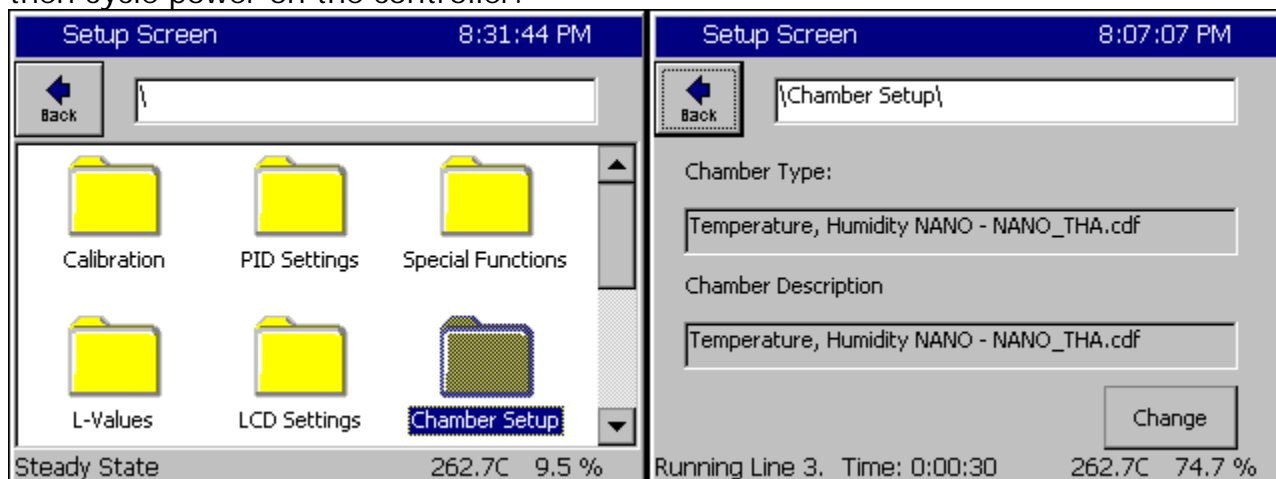 then cycle power on the controller.
Setup Screen 8:31:44 PM
Back \
Calibration PID Settings Special Functions
L-Values LCD Settings Chamber Setup
Steady State 262.7C 9.5 %
Setup Screen 8:07:07 PM
Back \Chamber Setup\
Chamber Type:
Temperature, Humidity NANO - NANO_THA.cdf
Chamber Description
Temperature, Humidity NANO - NANO_THA.cdf
Change
Running Line 3. Time: 0:00:30 262.7C 74.7 %